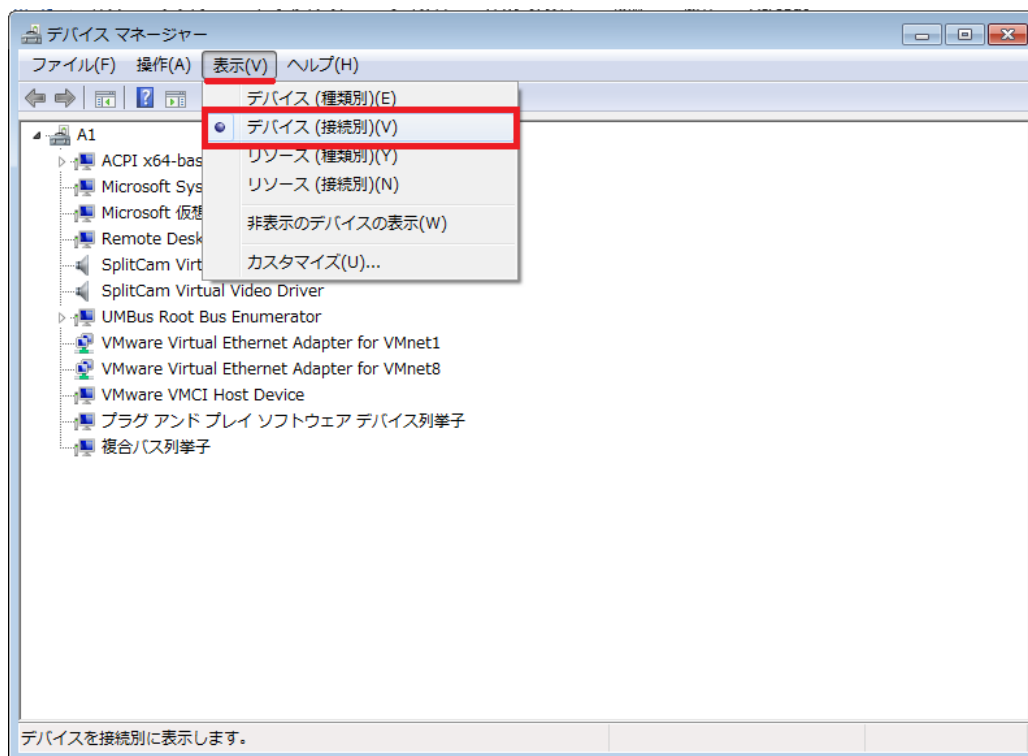 デバイス マネージャー
ファイル(F) 操作(A) 表示(V) ヘルプ(H)
デバイス (種類別)(E)
デバイス (接続別)(V)
リソース (種類別)(Y)
リソース (接続別)(N)
非表示のデバイスの表示(W)
カスタマイズ(U)...
A1
ACPI x64-bas
Microsoft Sys
Microsoft 仮想
Remote Desk
SplitCam Virt
SplitCam Virtual Video Driver
UMBus Root Bus Enumerator
VMware Virtual Ethernet Adapter for VMnet1
VMware Virtual Ethernet Adapter for VMnet8
VMware VMCI Host Device
プラグ アンド プレイ ソフトウェア デバイス列挙子
複合バス列挙子
デバイスを接続別に表示します。